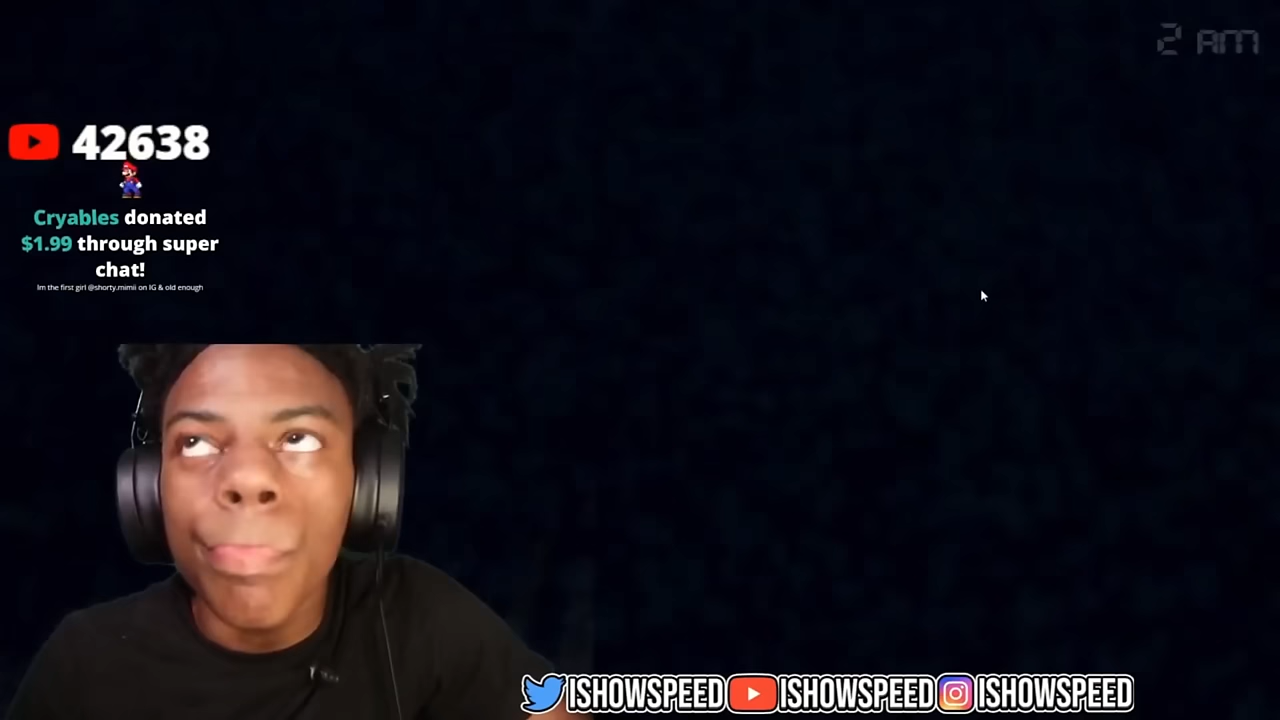 2 AM
42638
Cryables donated
$1.99 through super
chat!
Im the first girl @shorty.mimii on IG & old enough
ISHOWSPEED ISHOWSPEED ISHOWSPEED